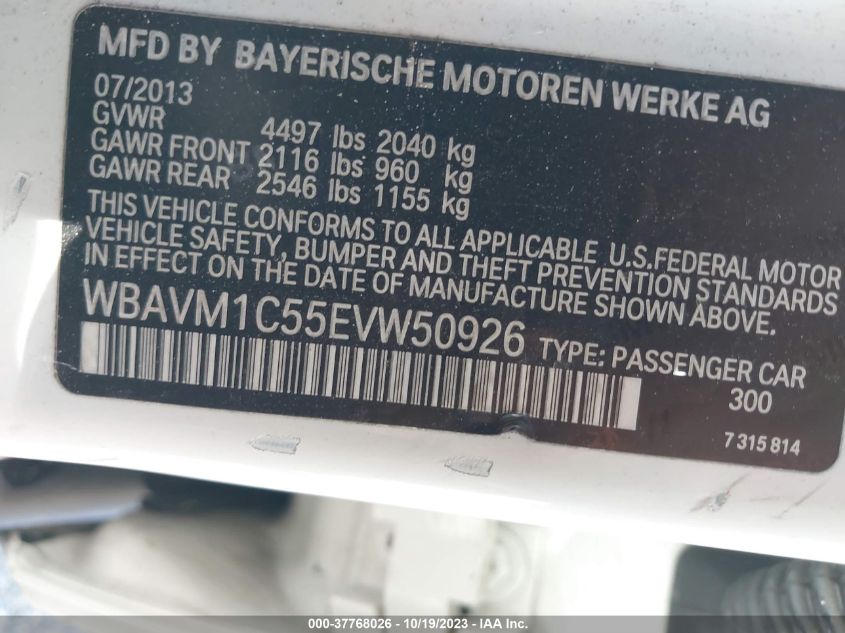 MFD BY BAYERISCHE MOTOREN WERKE AG
07/2013
GVWR 4497 lbs 2040 kg
GAWR FRONT 2116 lbs 960 kg
GAWR REAR 2546 lbs 1155 kg
THIS VEHICLE CONFORMS TO ALL APPLICABLE U.S.FEDERAL MOTOR
VEHICLE SAFETY, BUMPER AND THEFT PREVENTION STANDARDS
IN EFFECT ON THE DATE OF MANUFACTURE SHOWN ABOVE.
WBAVM1C55EVW50926 TYPE: PASSENGER CAR
300
7 315 814
000-37768026 - 10/19/2023 - IAA Inc.